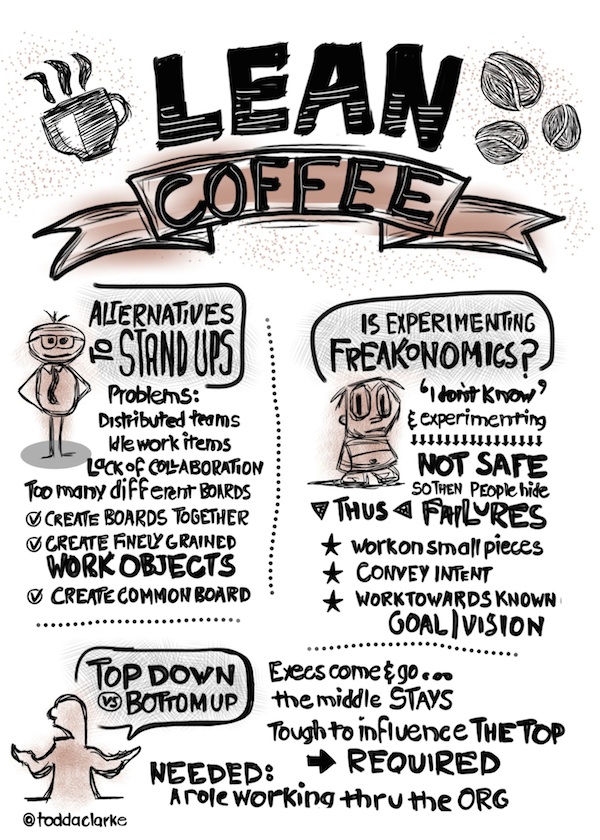 LEAN
COFFEE
ALTERNATIVES
TO STAND UPS
Problems:
Distributed teams
Idle work items
Lack of COLLABORATION
Too many different BOARDS
CREATE BOARDS TOGETHER
CREATE FINELY GRAINED
WORK OBJECTS
CREATE COMMON BOARD
IS EXPERIMENTING
FREAKONOMICS?
"I don't know"
& experimenting
NOT SAFE
SO THEN PEOPLE hide
THUS FAILURES
★ work on small pieces
★ CONVEY INTENT
★ WORK TOWARDS KNOWN
GOAL | VISION
TOP DOWN
VS BOTTOM UP
Execs come & go...
the middle STAYS
Tough to influence THE TOP
➡ REQUIRED
NEEDED:
A role working thru the ORG
@toddaclarke